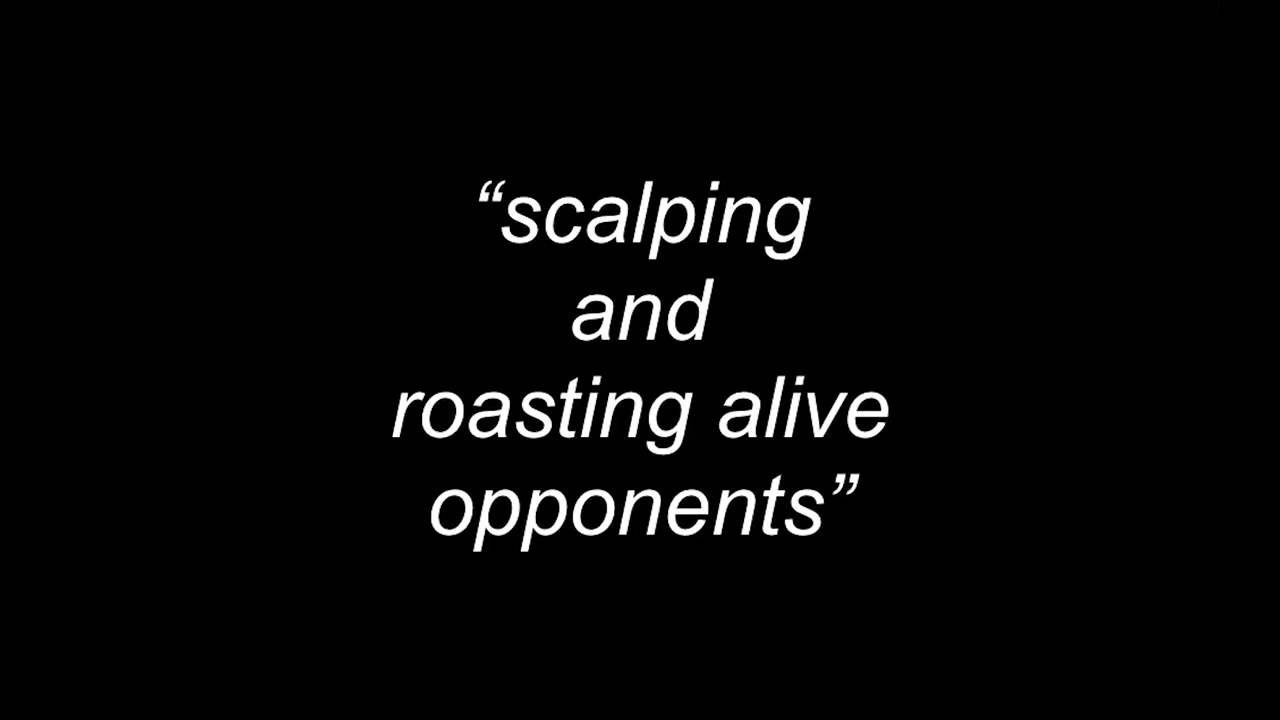 “scalping
and
roasting alive
opponents”